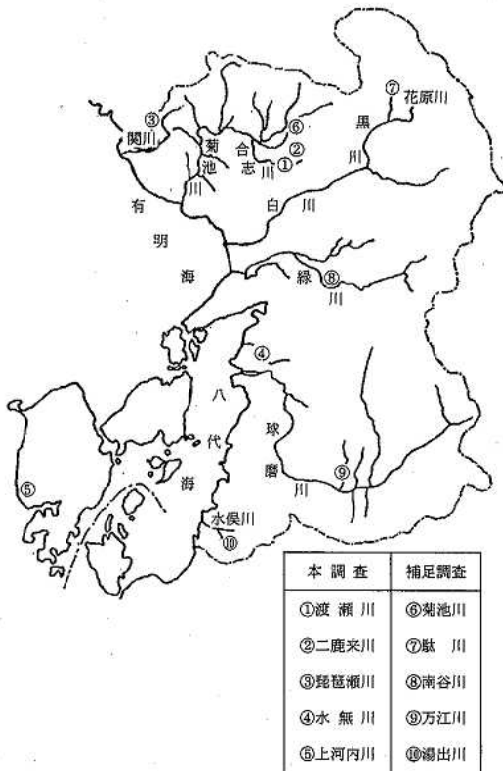 ⑦
花原川
③
関川
菊池川
合志川
⑥
②
①
黒川
白川
有明海
緑川
⑧
④
八代海
球磨川
⑨
⑤
水俣川
⑩
本調査 補足調査
①渡瀬川 ⑥菊池川
②二鹿来川 ⑦駄川
③琵琶瀬川 ⑧南谷川
④水無川 ⑨万江川
⑤上河内川 ⑩湯出川